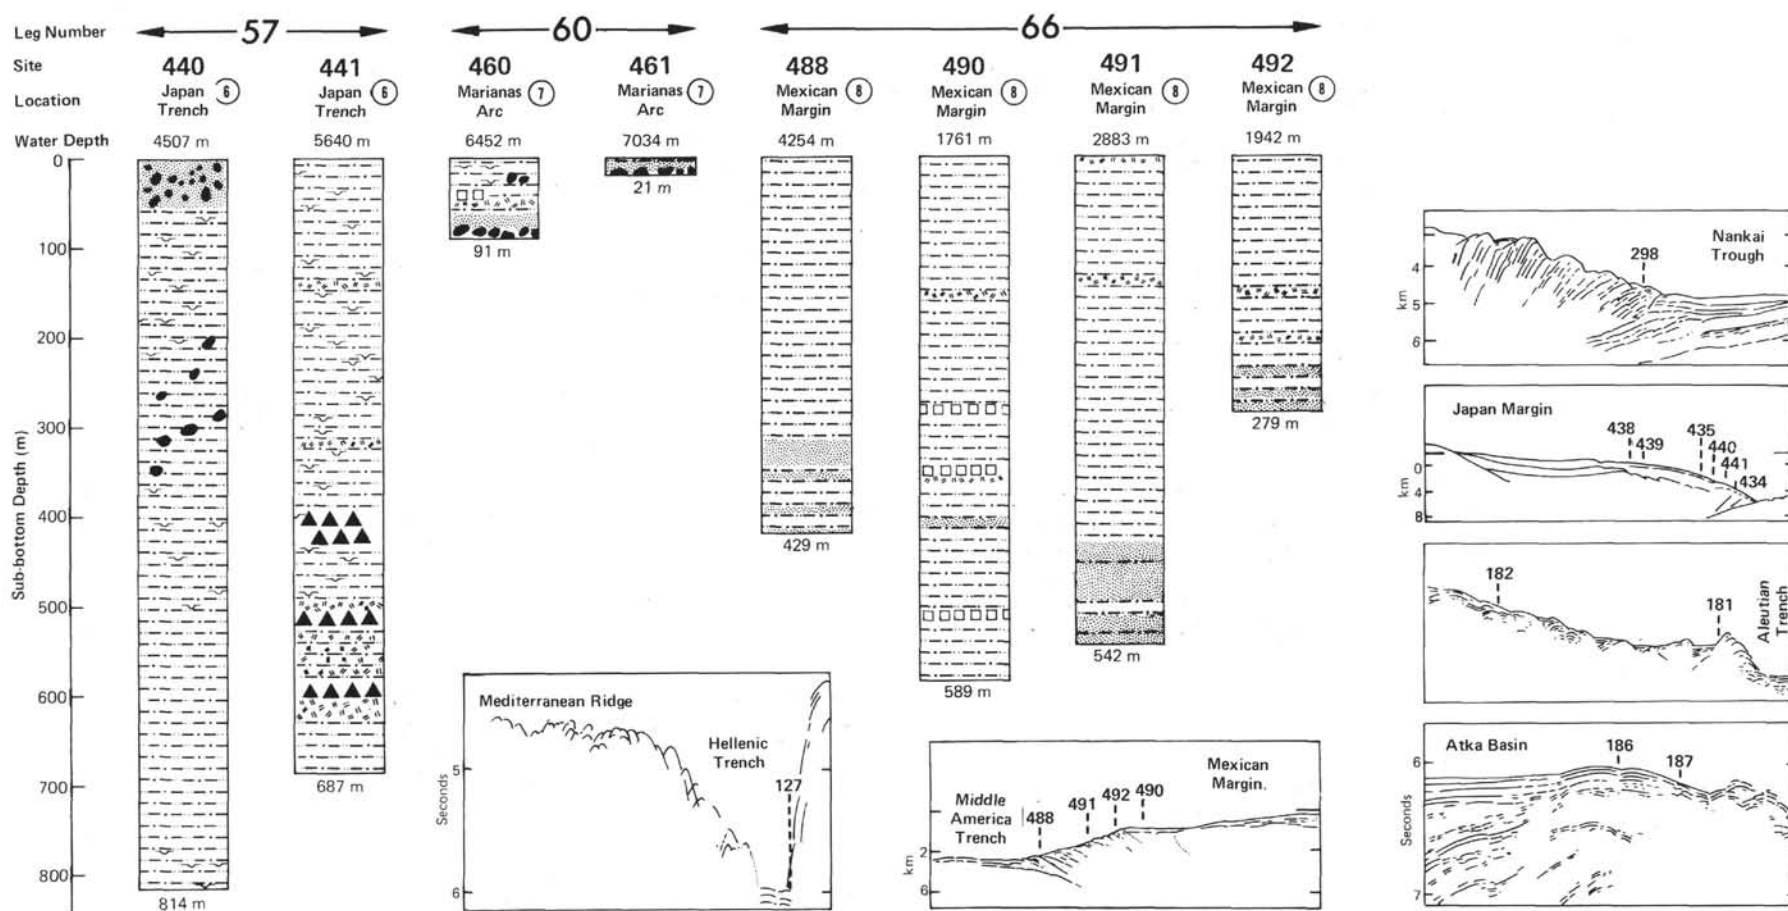 Leg Number 57 60 66
Site 440 441 460 461 488 490 491 492
Location
Japan Trench 6
Japan Trench 6
Marianas Arc 7
Marianas Arc 7
Mexican Margin 8
Mexican Margin 8
Mexican Margin 8
Mexican Margin 8
Water Depth 4507 m 5640 m 6452 m 7034 m 4254 m 1761 m 2883 m 1942 m
Sub-bottom Depth (m)
0
100
200
300
400
500
600
700
800
814 m
687 m
91 m
21 m
429 m
589 m
542 m
279 m
Mediterranean Ridge
Hellenic
Trench
127
Seconds
5
6
Mexican
Margin.
Middle
America
Trench
488
491
492
490
km
2
6
Nankai
Trough
298
km
4
5
6
Japan Margin
438
439
435
440
441
434
km
0
4
8
182
181
Aleutian
Trench
Atka Basin
186
187
Seconds
6
7